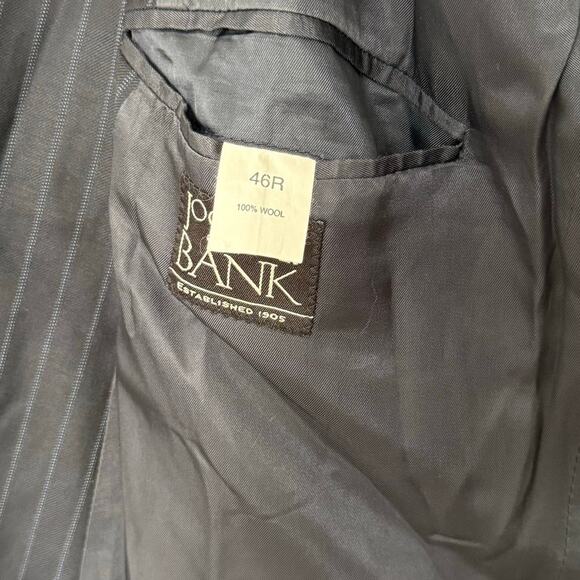 46R
100% WOOL
BANK
ESTABLISHED 1905